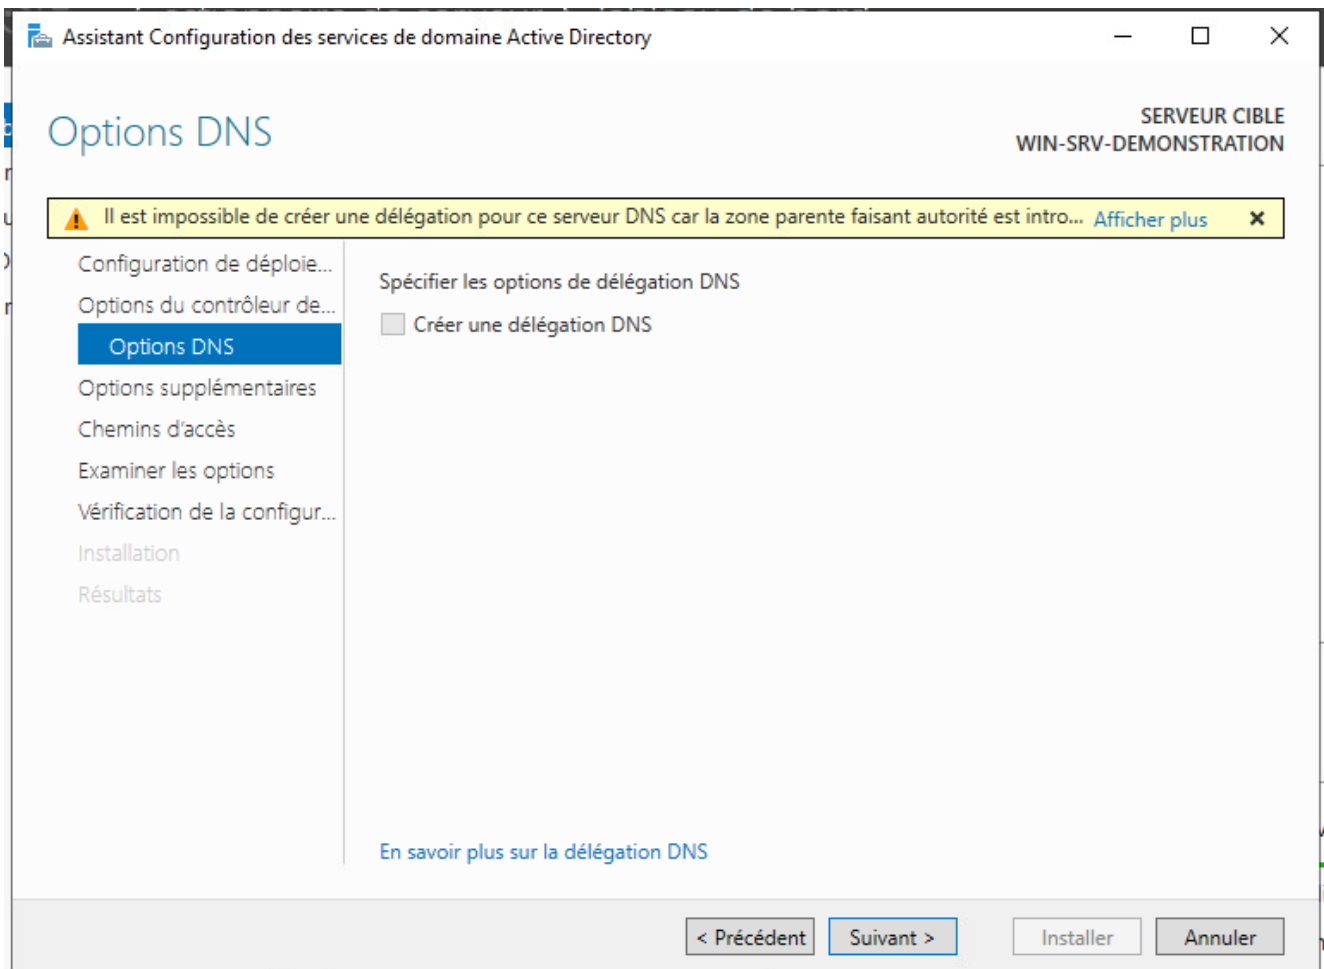 Assistant Configuration des services de domaine Active Directory
Options DNS
SERVEUR CIBLE
WIN-SRV-DEMONSTRATION
Il est impossible de créer une délégation pour ce serveur DNS car la zone parente faisant autorité est intro... Afficher plus
Configuration de déploie...
Options du contrôleur de...
Options DNS
Options supplémentaires
Chemins d'accès
Examiner les options
Vérification de la configur...
Installation
Résultats
Spécifier les options de délégation DNS
Créer une délégation DNS
En savoir plus sur la délégation DNS
< Précédent
Suivant >
Installer
Annuler